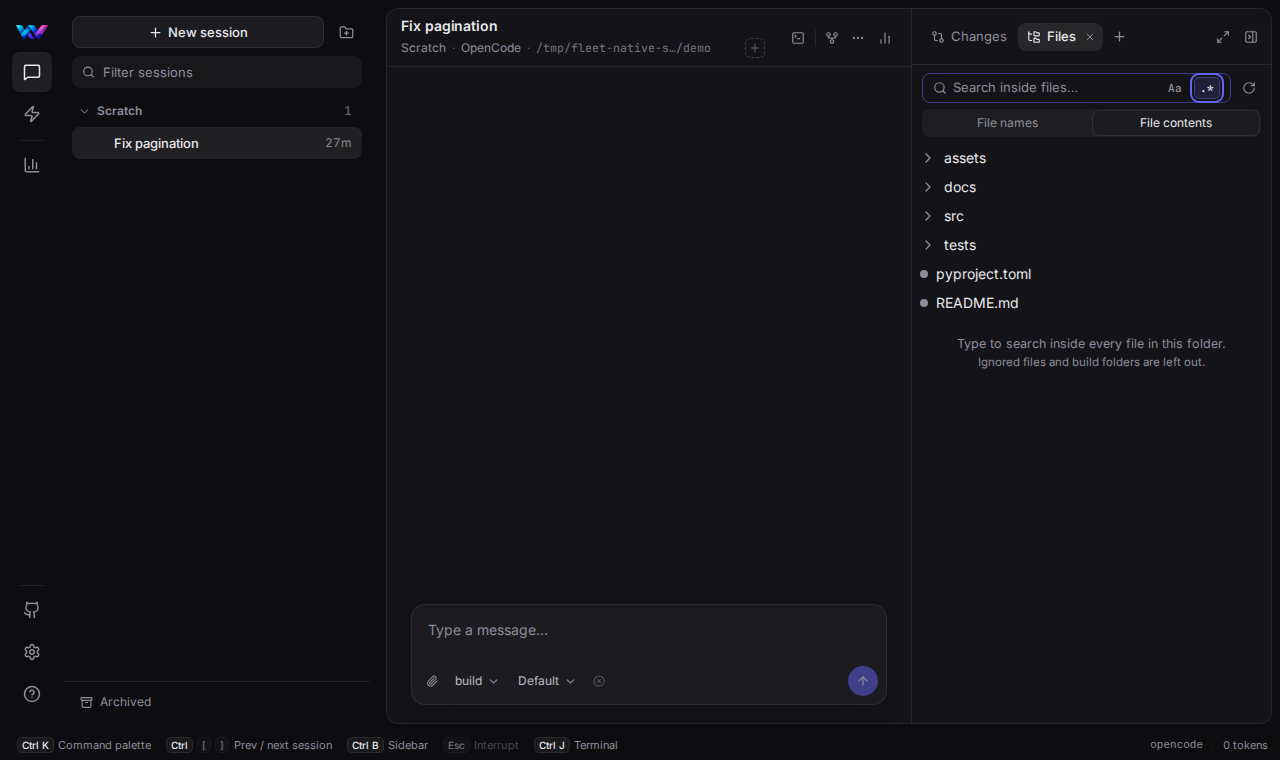 New session
Filter sessions
Scratch 1
Fix pagination 27m
Archived
Fix pagination
Scratch · OpenCode · /tmp/fleet-native-s…/demo
Type a message...
build Default
Changes Files
Search inside files... Aa .*
File names File contents
assets
docs
src
tests
pyproject.toml
README.md
Type to search inside every file in this folder.
Ignored files and build folders are left out.
Ctrl K Command palette Ctrl [ ] Prev / next session Ctrl B Sidebar Esc Interrupt Ctrl J Terminal opencode 0 tokens